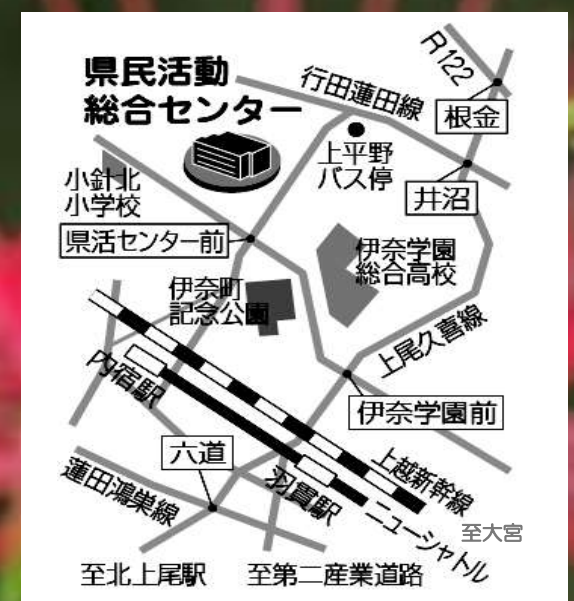 県民活動
総合センター
R122
行田蓮田線
根金
上平野
バス停
井沼
小針北
小学校
県活センター前
伊奈学園
総合高校
伊奈町
記念公園
上尾久喜線
内宿駅
伊奈学園前
六道
羽貫駅
上越新幹線
蓮田鴻巣線
ニューシャトル
至大宮
至北上尾駅
至第二産業道路